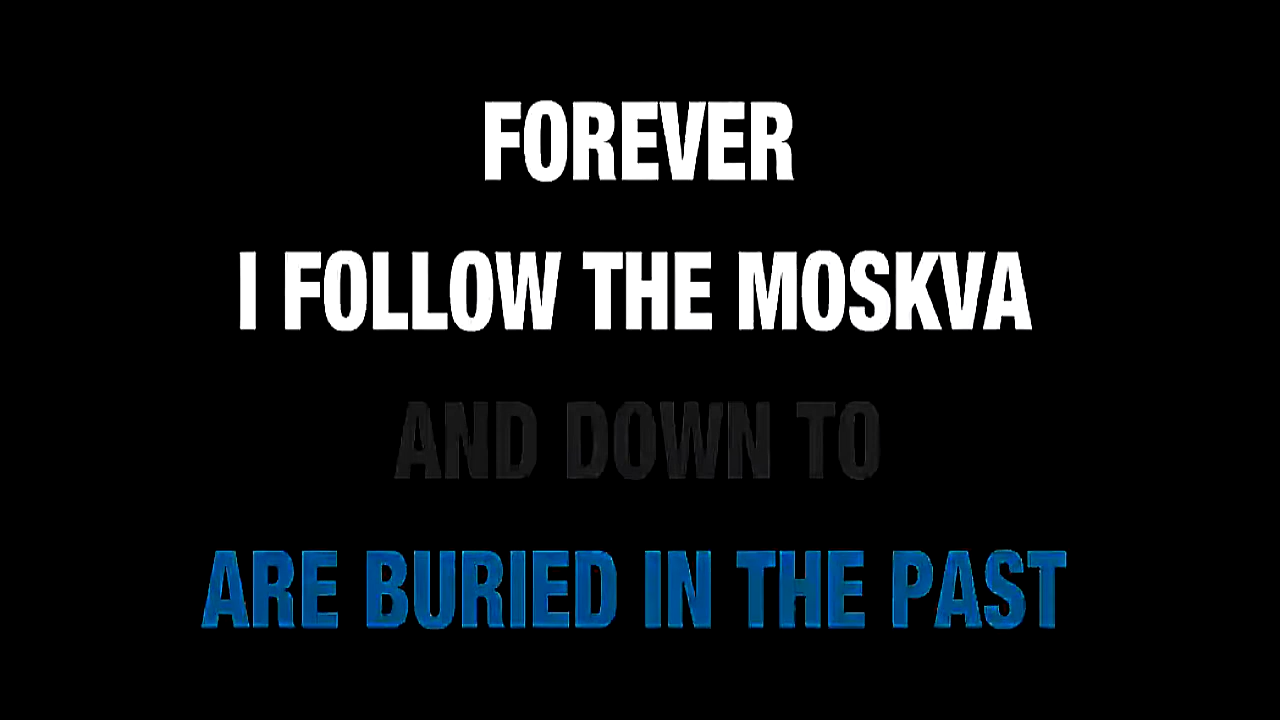 FOREVER
I FOLLOW THE MOSKVA
AND DOWN TO
ARE BURIED IN THE PAST